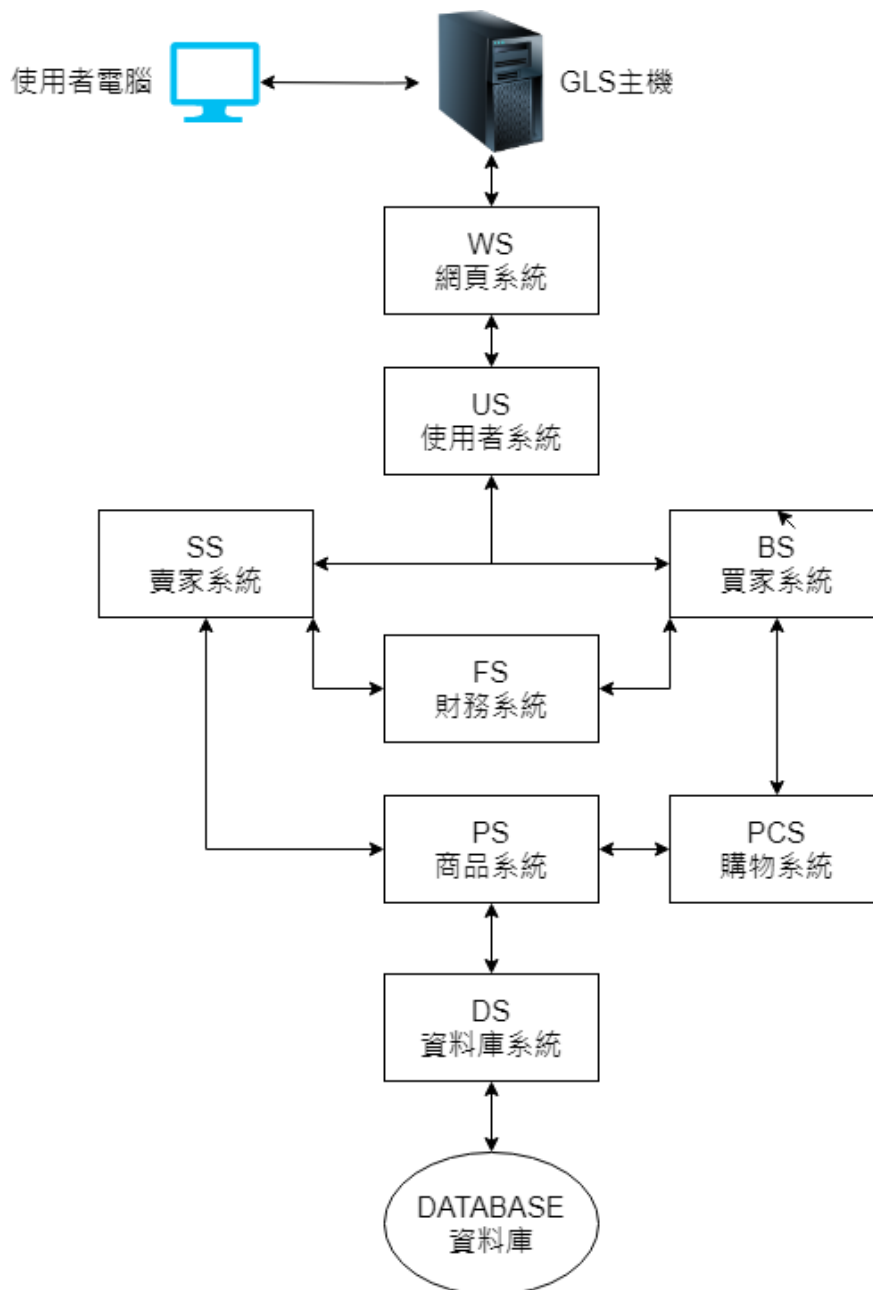 使用者電腦
GLS主機
WS
網頁系統
US
使用者系統
SS
賣家系統
BS
買家系統
FS
財務系統
PS
商品系統
PCS
購物系統
DS
資料庫系統
DATABASE
資料庫